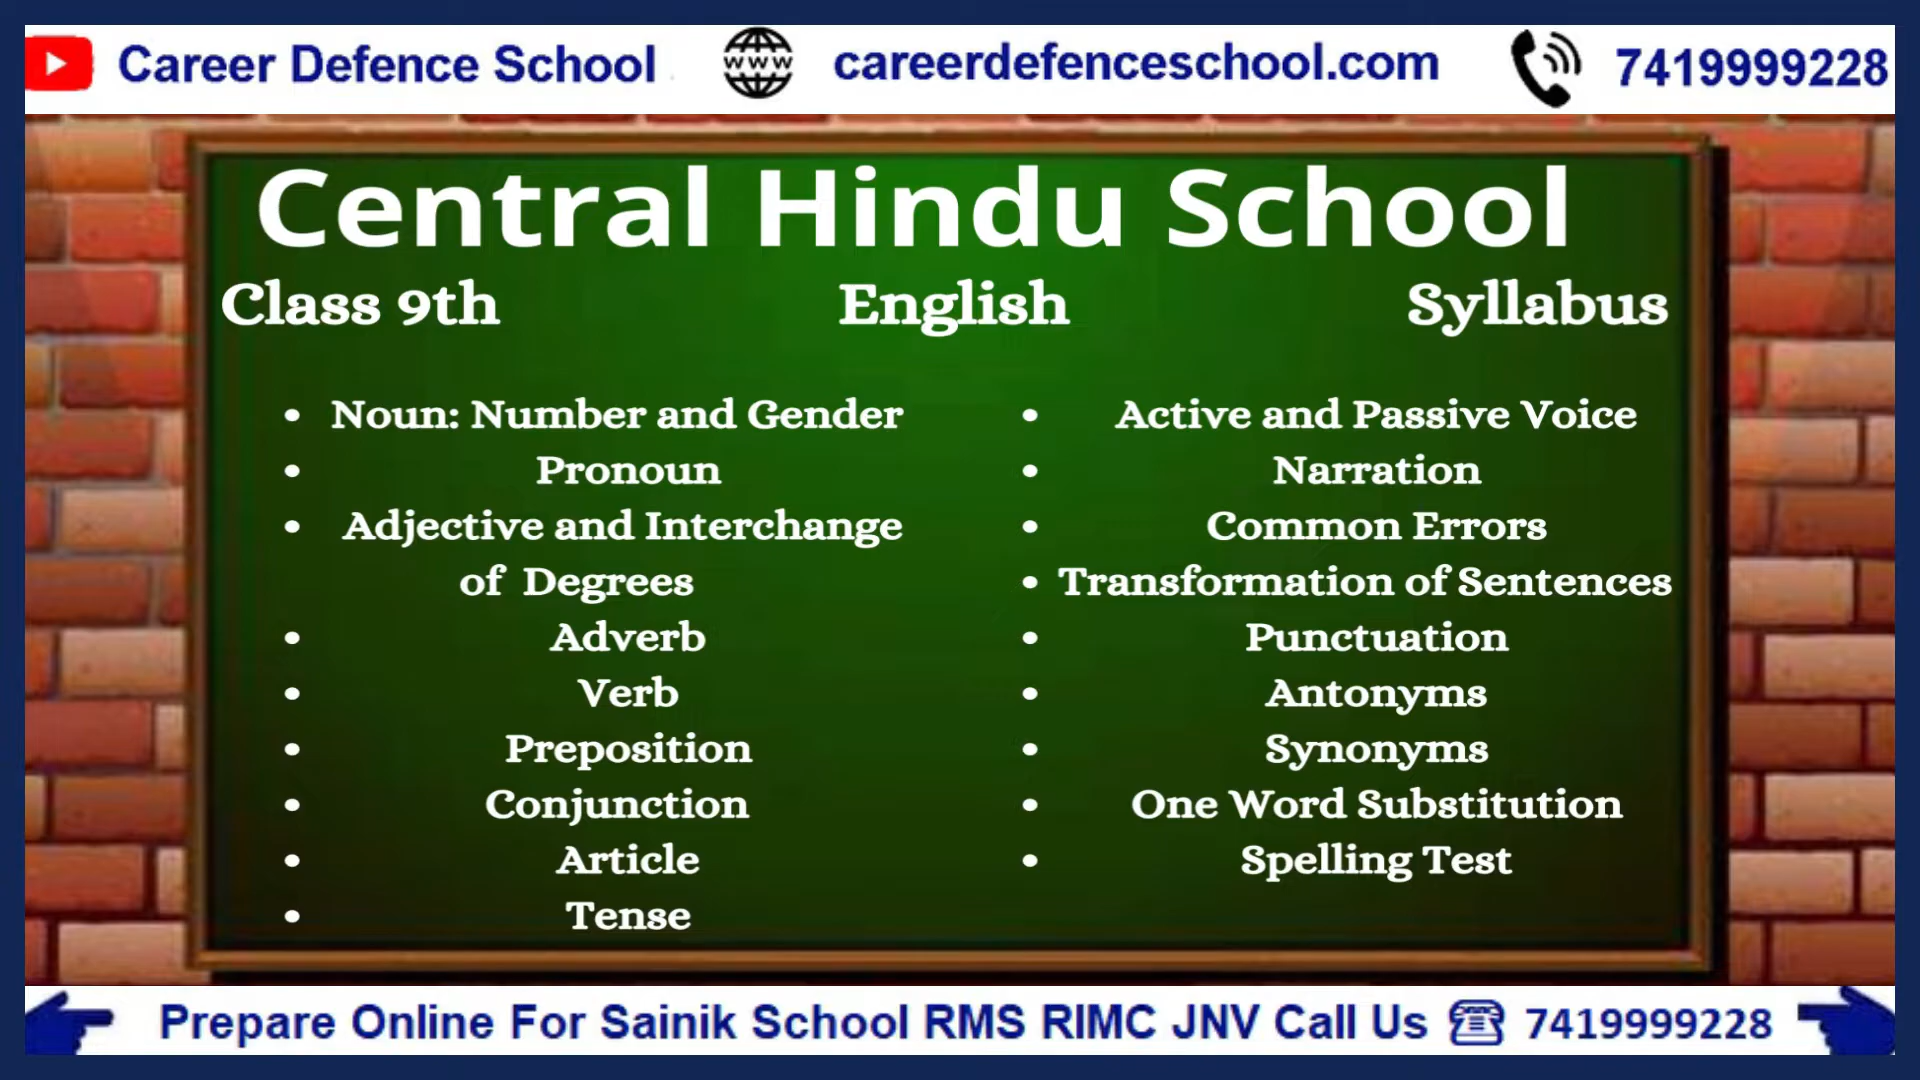 Career Defence School
www
careerdefenceschool.com
7419999228
Central Hindu School
Class 9th English Syllabus
• Noun: Number and Gender
• Pronoun
• Adjective and Interchange
of Degrees
• Adverb
• Verb
• Preposition
• Conjunction
• Article
• Tense
• Active and Passive Voice
• Narration
• Common Errors
• Transformation of Sentences
• Punctuation
• Antonyms
• Synonyms
• One Word Substitution
• Spelling Test
Prepare Online For Sainik School RMS RIMC JNV Call Us 7419999228